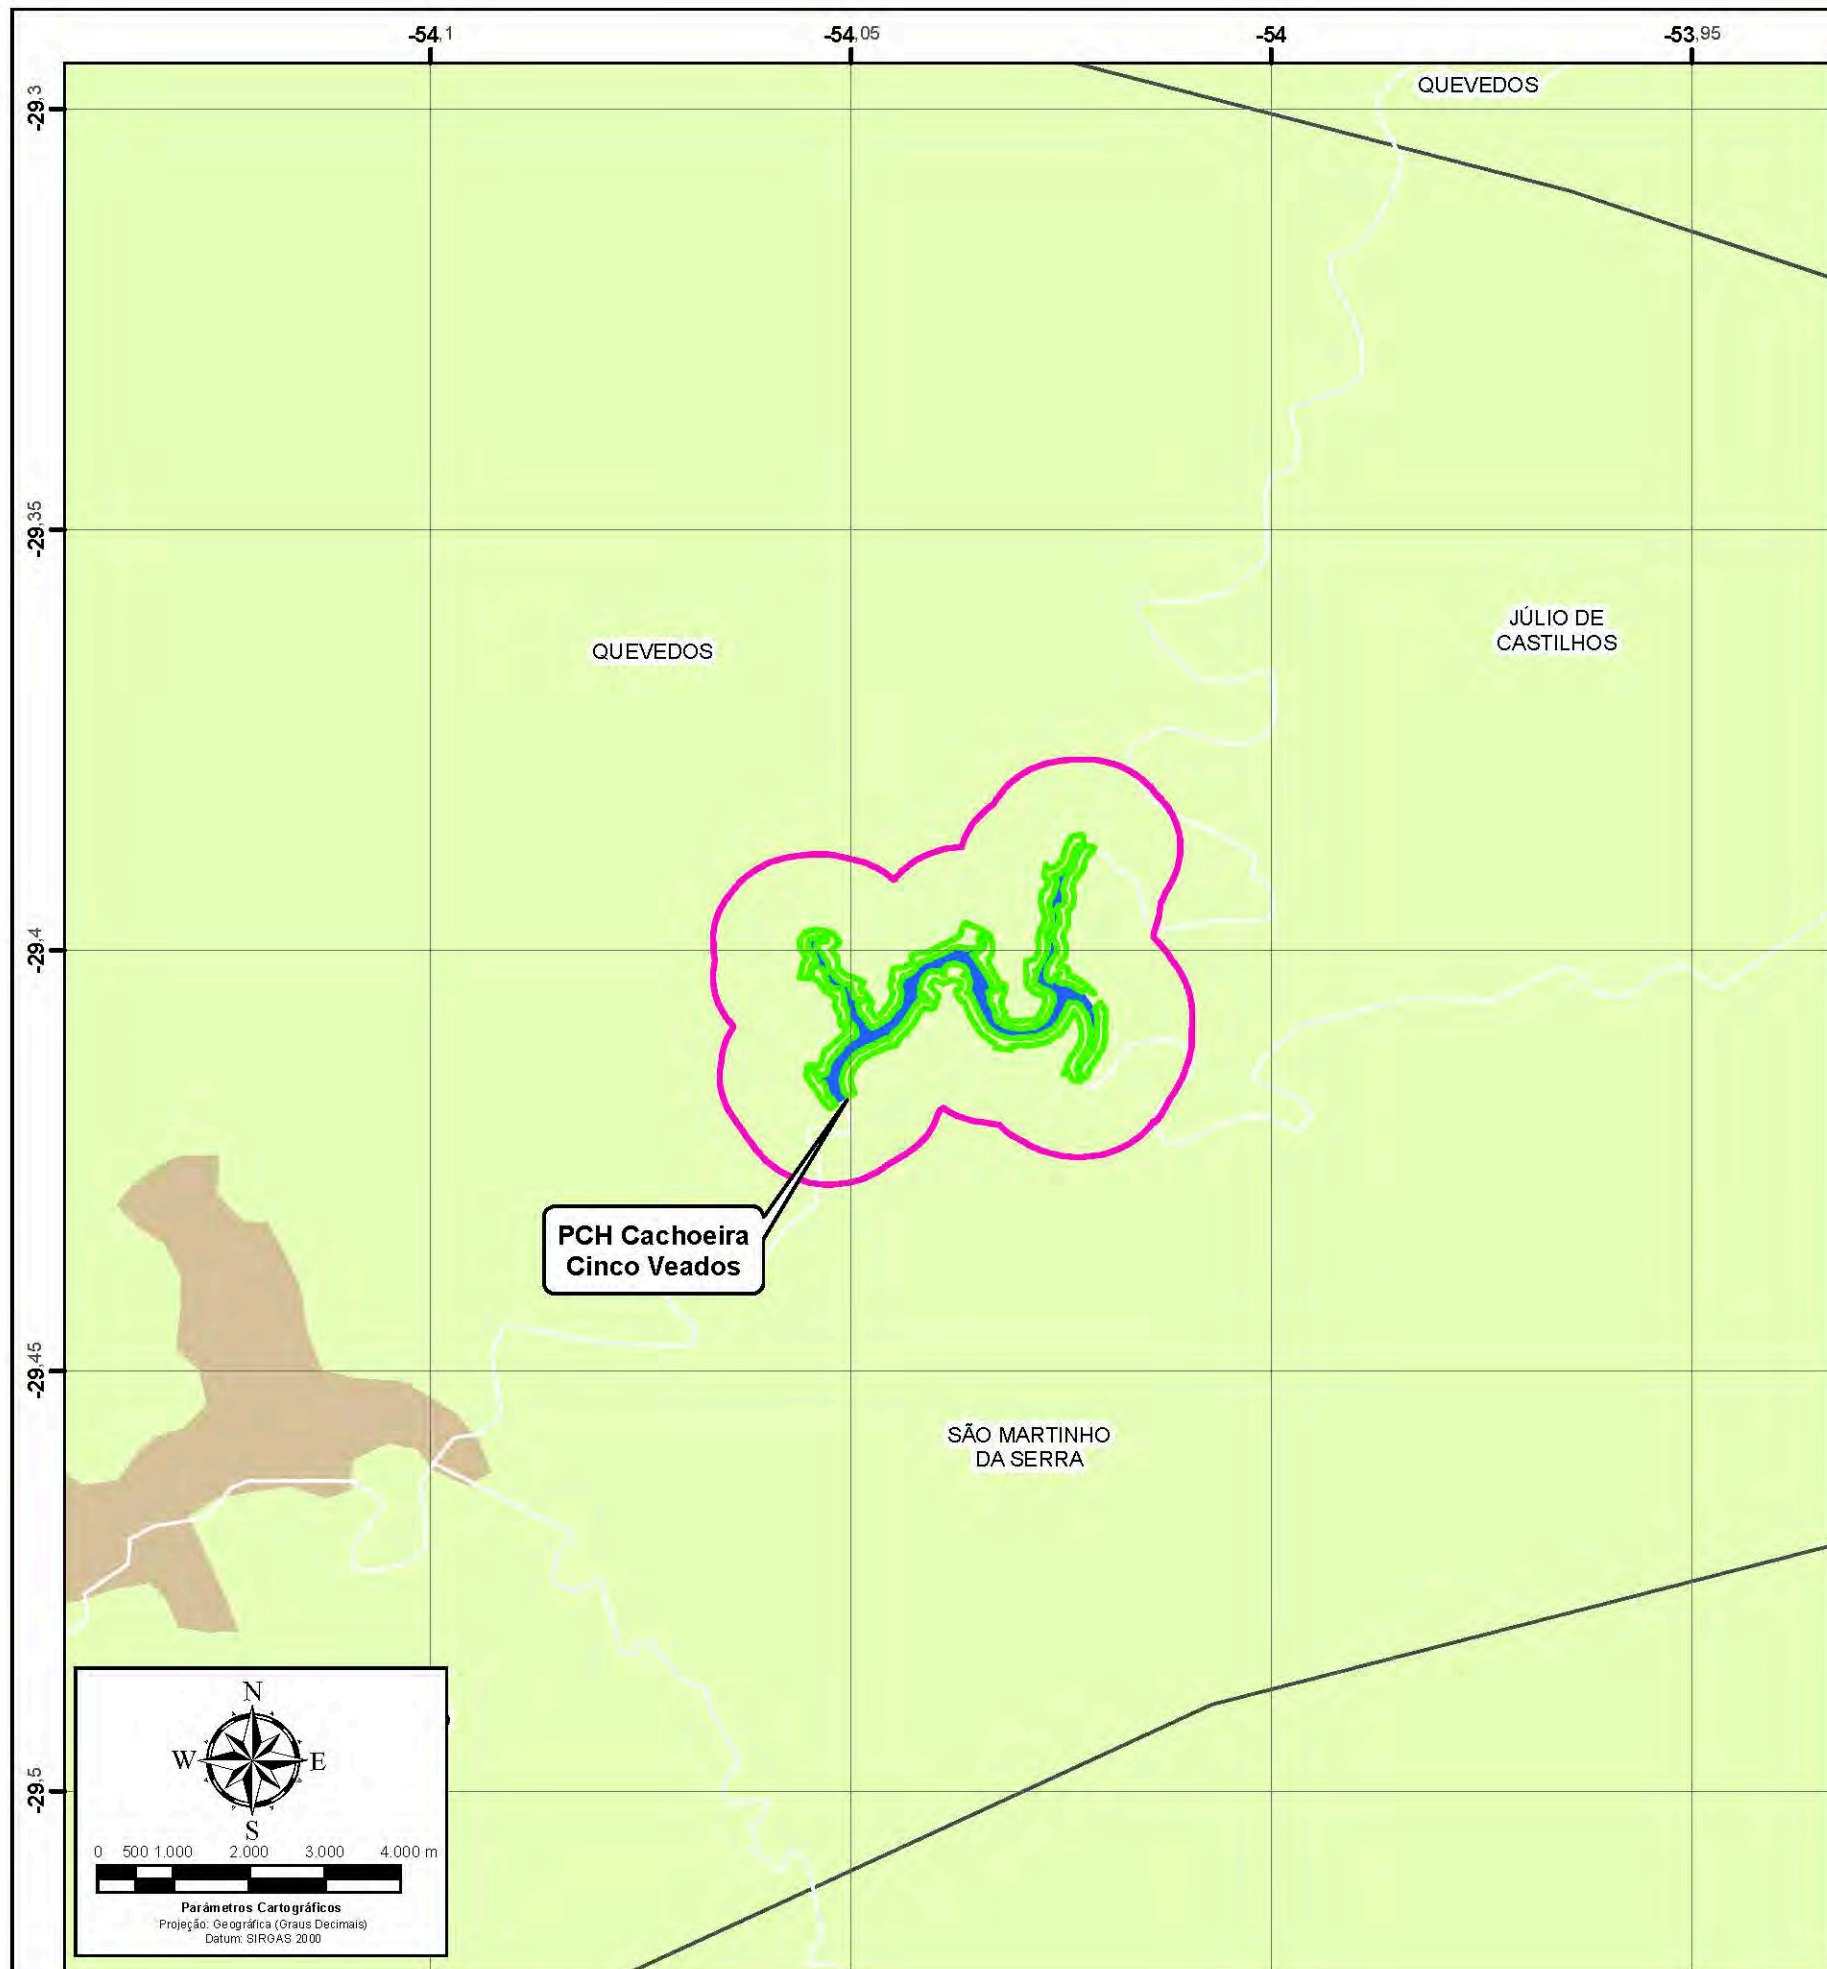 -54,1
-54,05
-54
-53,95
-29,3
-29,35
-29,4
-29,45
-29,5
QUEVEDOS
QUEVEDOS
JÚLIO DE
CASTILHOS
PCH Cachoeira
Cinco Veados
SÃO MARTINHO
DA SERRA
N
W E
S
0 500 1.000 2.000 3.000 4.000 m
Parâmetros Cartográficos
Projeção: Geográfica (Graus Decimais)
Datum: SIRGAS 2000